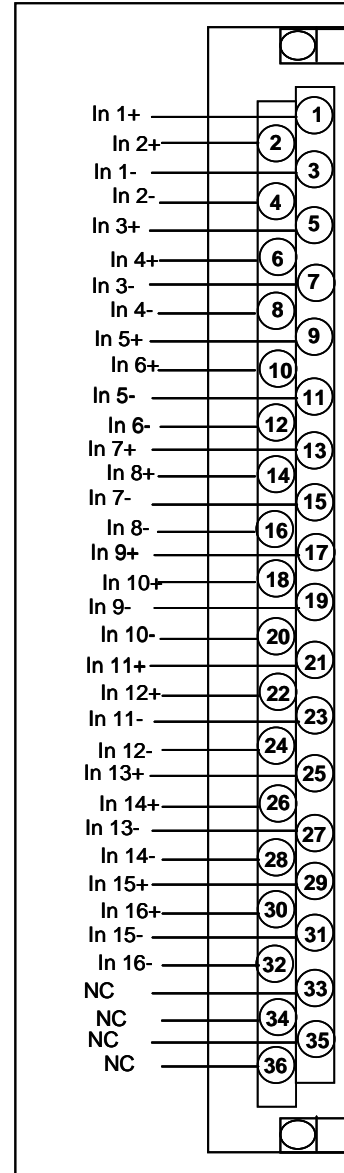 In 1+ 1
In 2+ 2
In 1- 3
In 2- 4
In 3+ 5
In 4+ 6
In 3- 7
In 4- 8
In 5+ 9
In 6+ 10
In 5- 11
In 6- 12
In 7+ 13
In 8+ 14
In 7- 15
In 8- 16
In 9+ 17
In 10+ 18
In 9- 19
In 10- 20
In 11+ 21
In 12+ 22
In 11- 23
In 12- 24
In 13+ 25
In 14+ 26
In 13- 27
In 14- 28
In 15+ 29
In 16+ 30
In 15- 31
In 16- 32
NC 33
NC 34
NC 35
NC 36